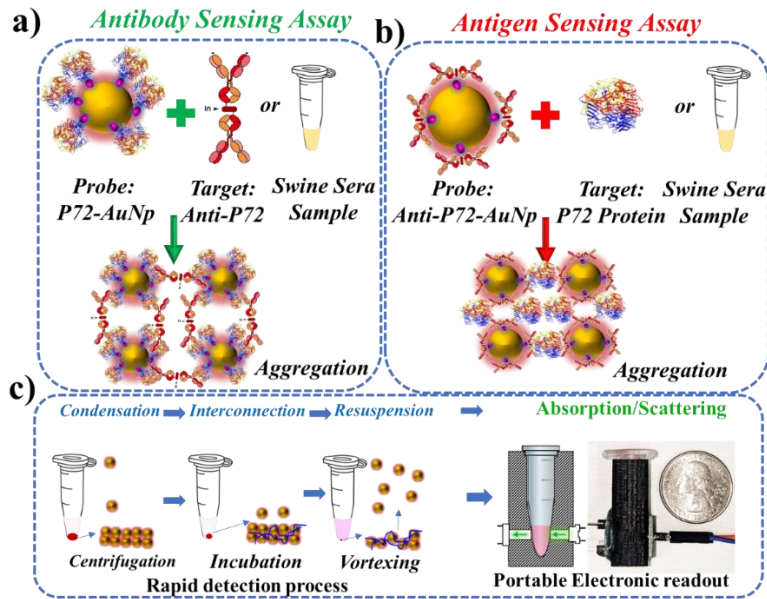 a)
Antibody Sensing Assay
or
in
Probe:
P72-AuNp
Target:
Anti-P72
Swine Sera
Sample
Aggregation
b)
Antigen Sensing Assay
or
Probe:
Anti-P72-AuNp
Target:
P72 Protein
Swine Sera
Sample
Aggregation
c)
Condensation
Interconnection
Resuspension
Absorption/Scattering
Centrifugation
Incubation
Vortexing
Rapid detection process
Portable Electronic readout